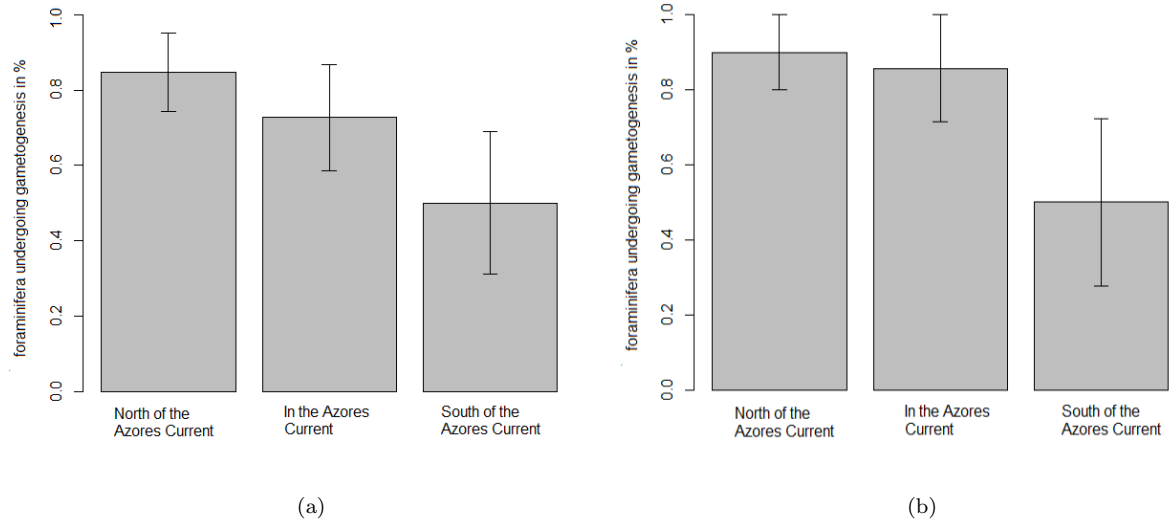 foraminifera undergoing gametogenesis in %
1.0
0.8
0.6
0.4
0.2
0.0
North of the
Azores Current
In the Azores
Current
South of the
Azores Current
(a)
foraminifera undergoing gametogenesis in %
1.0
0.8
0.6
0.4
0.2
0.0
North of the
Azores Current
In the Azores
Current
South of the
Azores Current
(b)